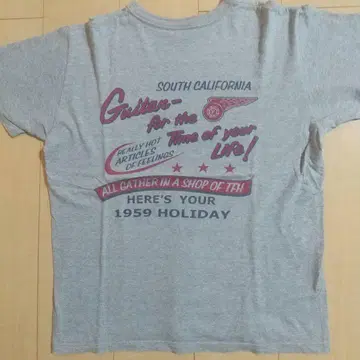 SOUTH CALIFORNIA
Guitar-
for the
Time of your
Life!
REALLY HOT
ARTICLES
OF FEELINGS
ALL GATHER IN A SHOP OF TFH
HERE'S YOUR
1959 HOLIDAY